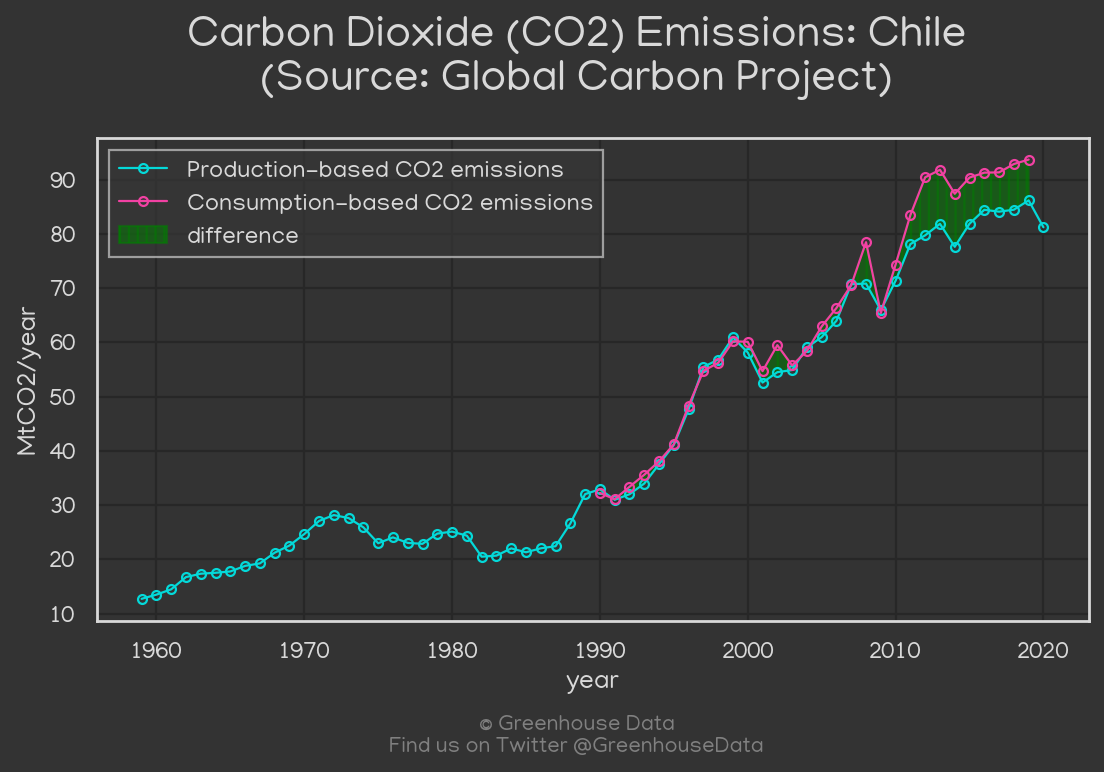 Carbon Dioxide (CO2) Emissions: Chile
(Source: Global Carbon Project)
Production-based CO2 emissions
Consumption-based CO2 emissions
difference
MtCO2/year
90
80
70
60
50
40
30
20
10
1960 1970 1980 1990 2000 2010 2020
year
© Greenhouse Data
Find us on Twitter @GreenhouseData